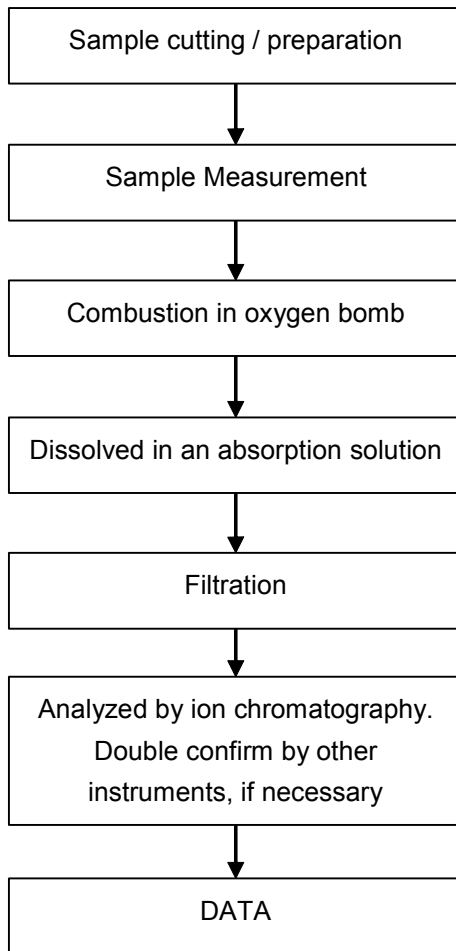 Sample cutting / preparation
Sample Measurement
Combustion in oxygen bomb
Dissolved in an absorption solution
Filtration
Analyzed by ion chromatography.
Double confirm by other
instruments, if necessary
DATA